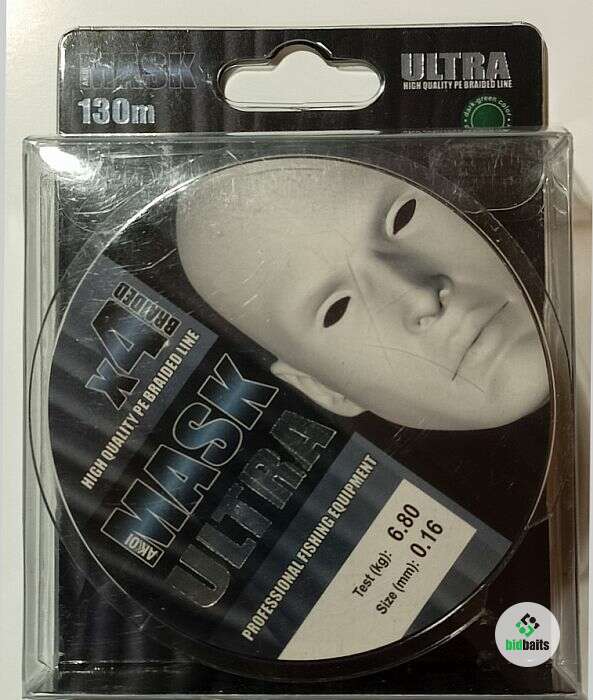 AKKOI
MASK
130m
ULTRA
HIGH QUALITY PE BRAIDED LINE
dark-green color
x4
BRAIDED
HIGH QUALITY PE BRAIDED LINE
AKKOI
MASK
ULTRA
PROFESSIONAL FISHING EQUIPMENT
Test (kg): 6.80
Size (mm): 0.16
bidbaits